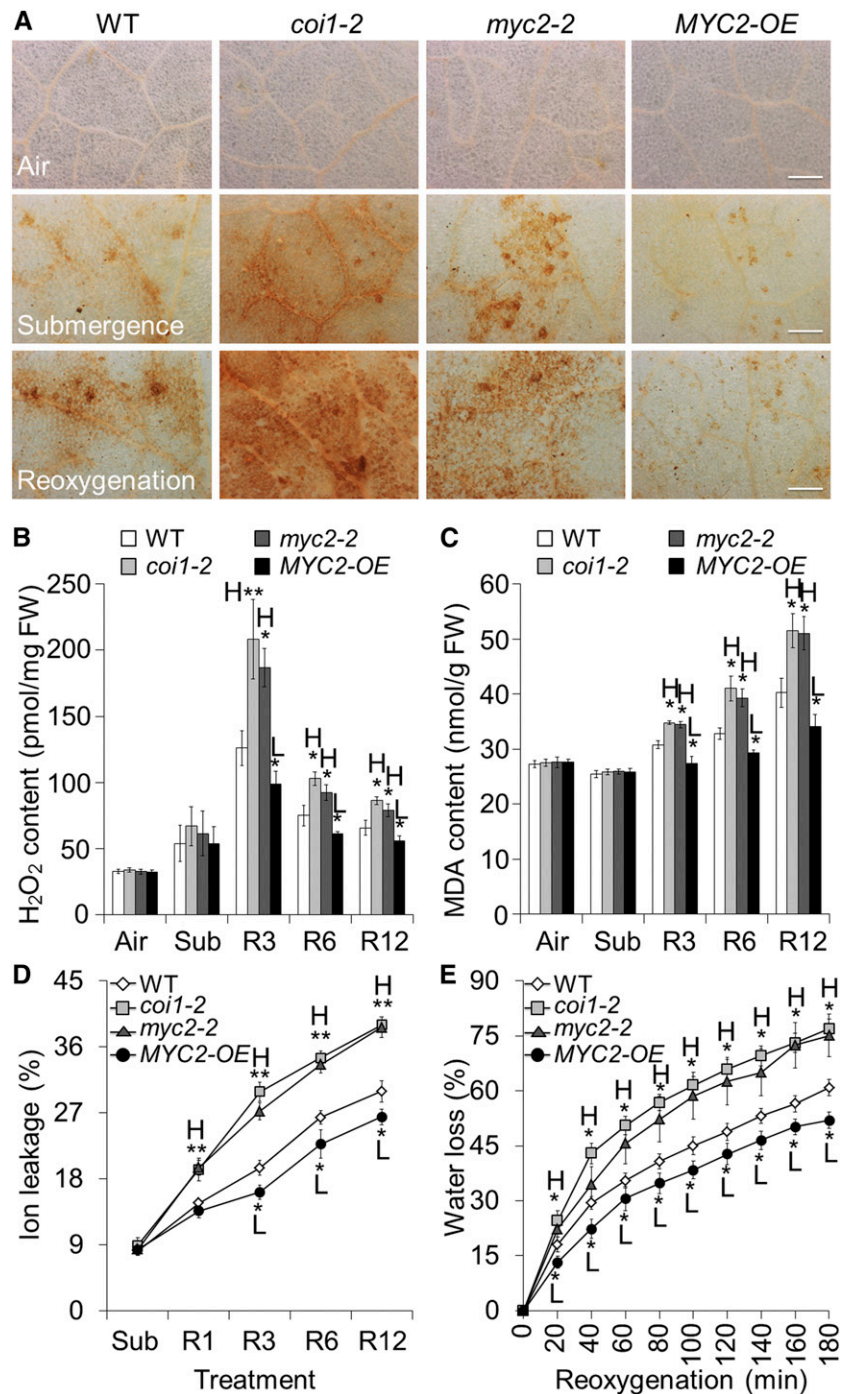 A
WT coi1-2 myc2-2 MYC2-OE
Air
Submergence
Reoxygenation
B
WT myc2-2
coi1-2 MYC2-OE
H₂O₂ content (pmol/mg FW)
250
200
150
100
50
0
H** H* L*
H* H* L*
H* H* L*
Air Sub R3 R6 R12
C
WT myc2-2
coi1-2 MYC2-OE
MDA content (nmol/g FW)
60
50
40
30
20
10
0
H* H* L*
H* H* L*
H* H* L*
Air Sub R3 R6 R12
D
WT
coi1-2
myc2-2
MYC2-OE
Ion leakage (%)
45
36
27
18
9
0
H** H** H** H**
*L *L *L
Sub R1 R3 R6 R12
Treatment
E
WT
coi1-2
myc2-2
MYC2-OE
Water loss (%)
90
75
60
45
30
15
0
H* H* H* H* H* H* H* H* H*
*L *L *L *L *L *L *L *L *L
0 20 40 60 80 100 120 140 160 180
Reoxygenation (min)